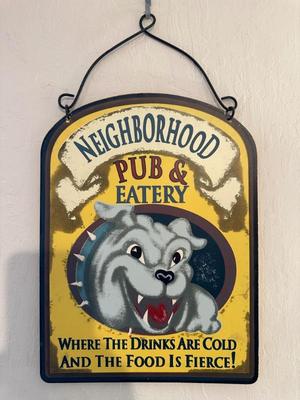 NEIGHBORHOOD
PUB &
EATERY
WHERE THE DRINKS ARE COLD
AND THE FOOD IS FIERCE!